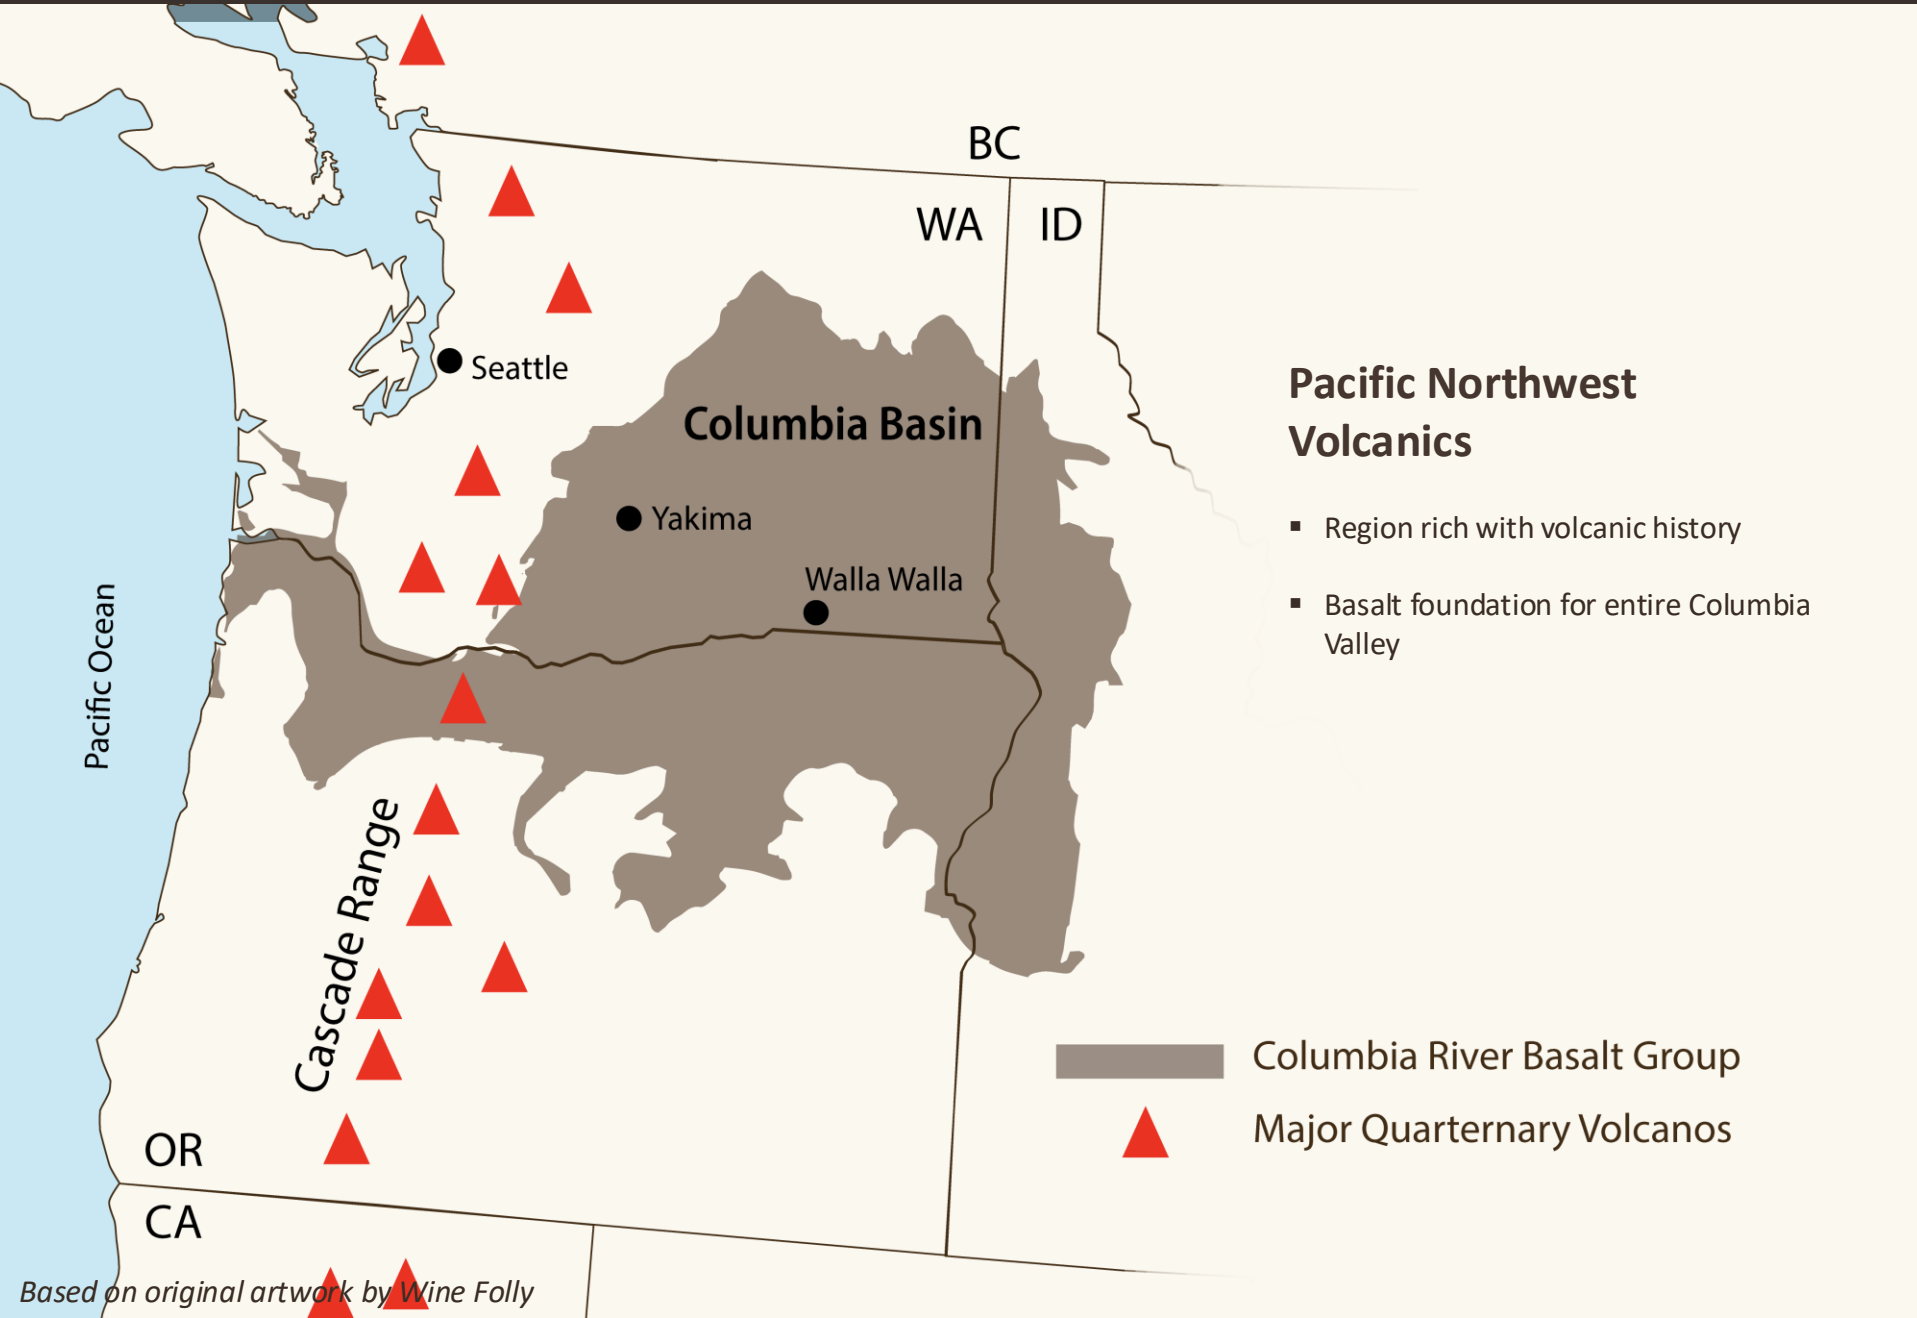 BC
WA
ID
Seattle
Columbia Basin
Yakima
Walla Walla
Pacific Ocean
Cascade Range
OR
CA
Pacific Northwest
Volcanics
▪ Region rich with volcanic history
▪ Basalt foundation for entire Columbia
Valley
Columbia River Basalt Group
Major Quarternary Volcanos
Based on original artwork by Wine Folly